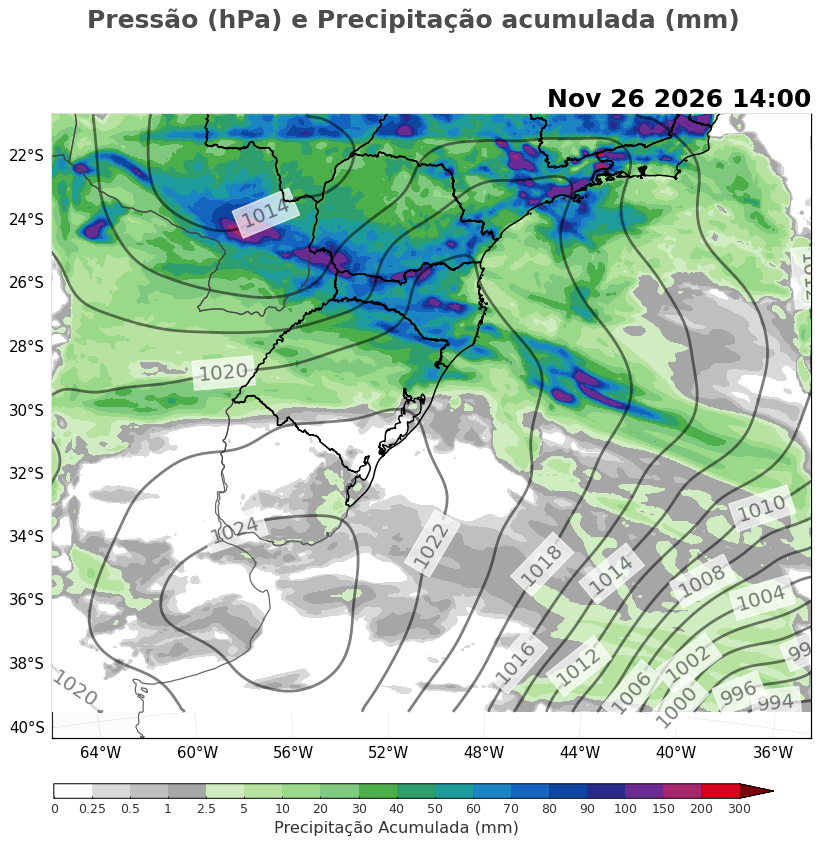 Pressão (hPa) e Precipitação acumulada (mm)
Nov 26 2026 14:00
22°S
24°S
26°S
28°S
30°S
32°S
34°S
36°S
38°S
40°S
1014
1020
1024
1022
1010
1018
1014
1008
1004
1016
1012
1002
1006
1000
996
994
1020
64°W 60°W 56°W 52°W 48°W 44°W 40°W 36°W
0 0.25 0.5 1 2.5 5 10 20 30 40 50 60 70 80 90 100 150 200 300
Precipitação Acumulada (mm)